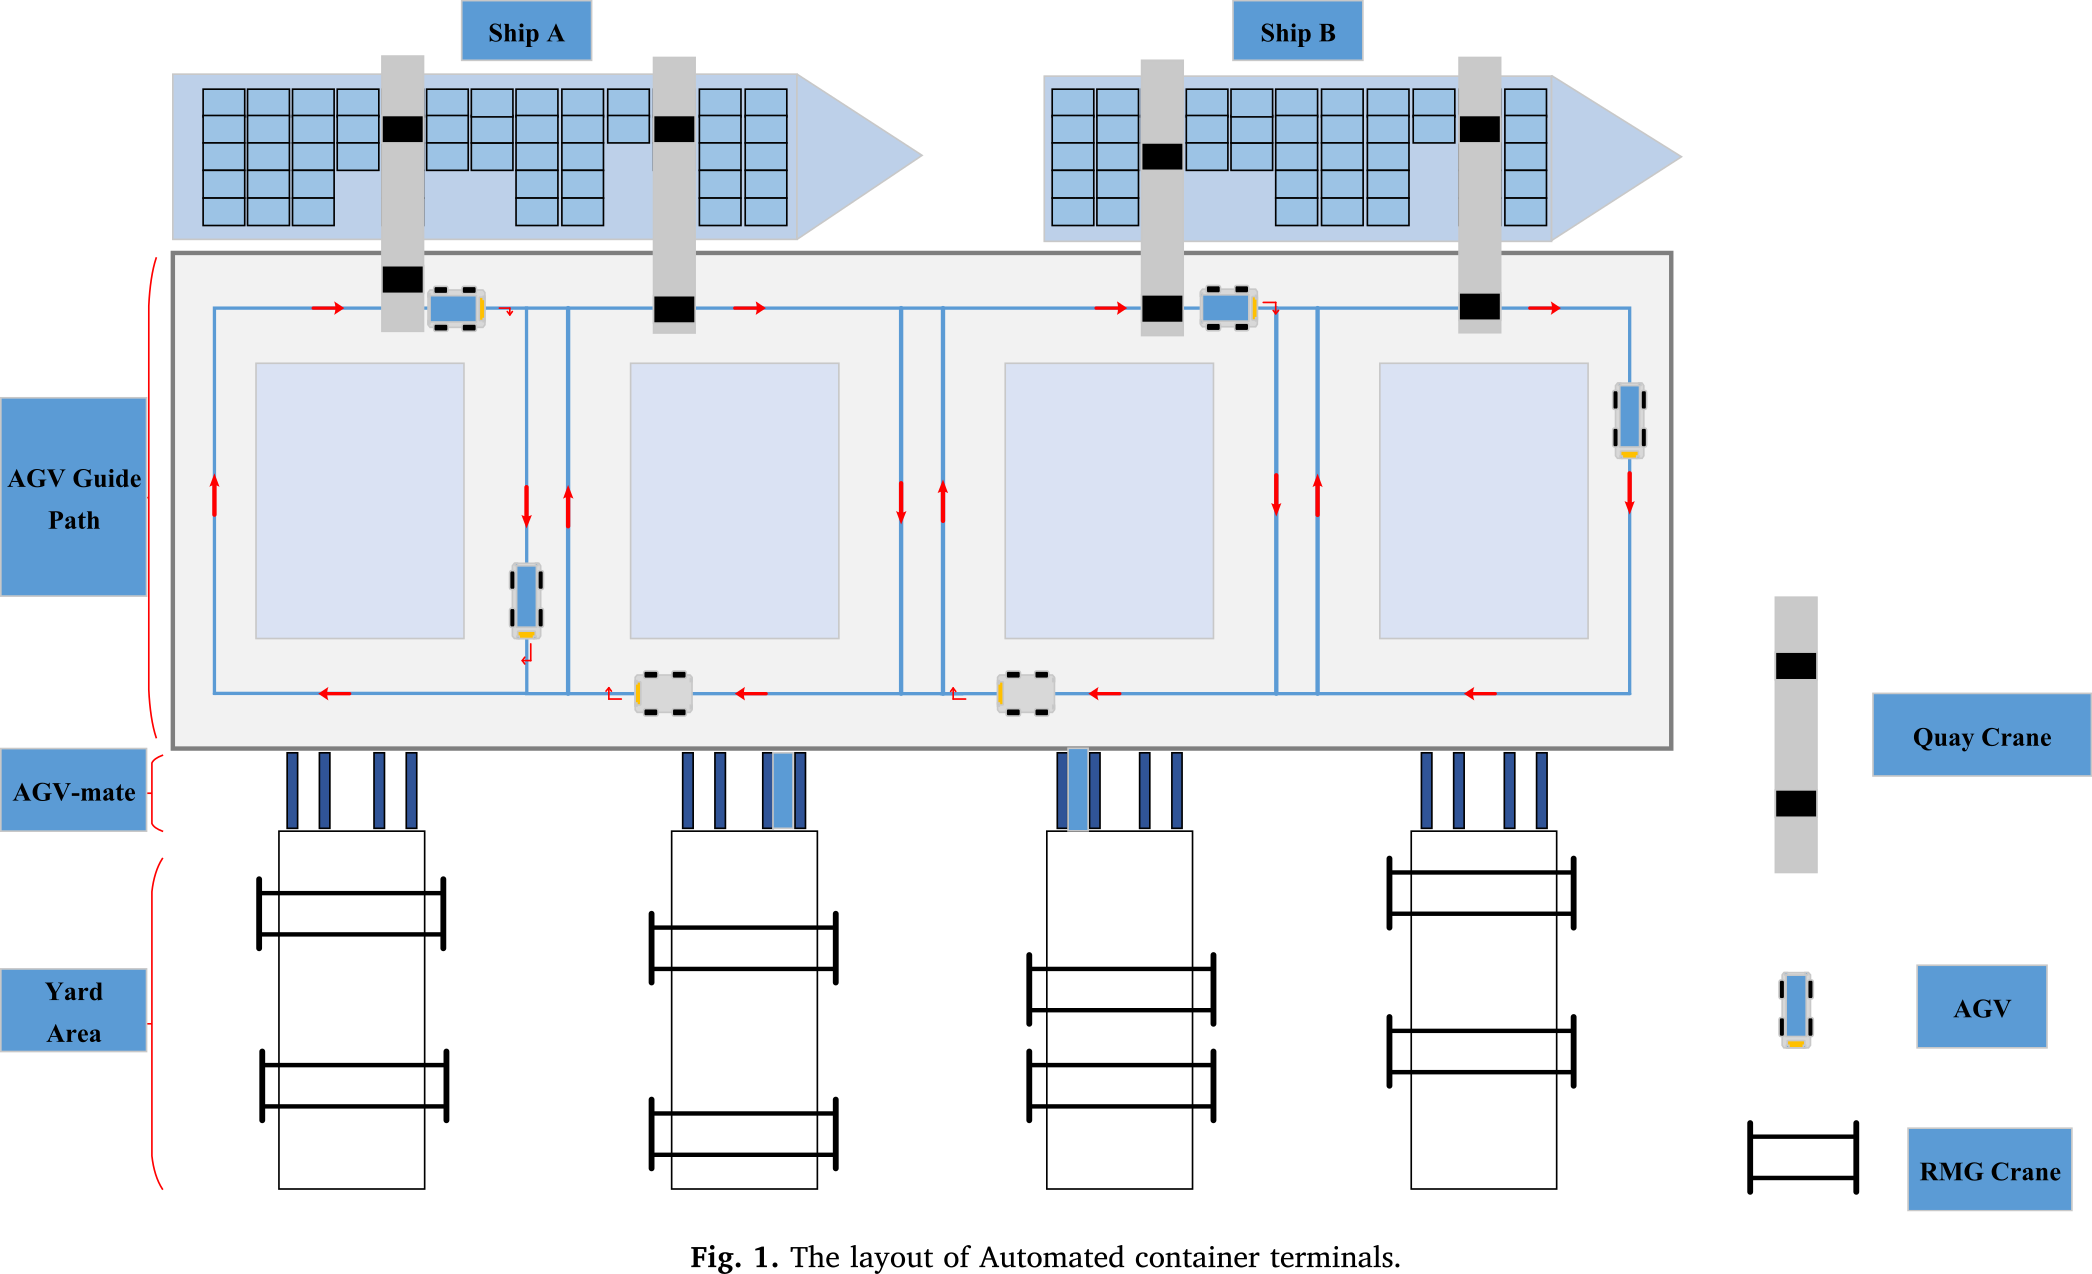 Ship A
Ship B
AGV Guide
Path
AGV-mate
Yard
Area
Quay Crane
AGV
RMG Crane
Fig. 1. The layout of Automated container terminals.